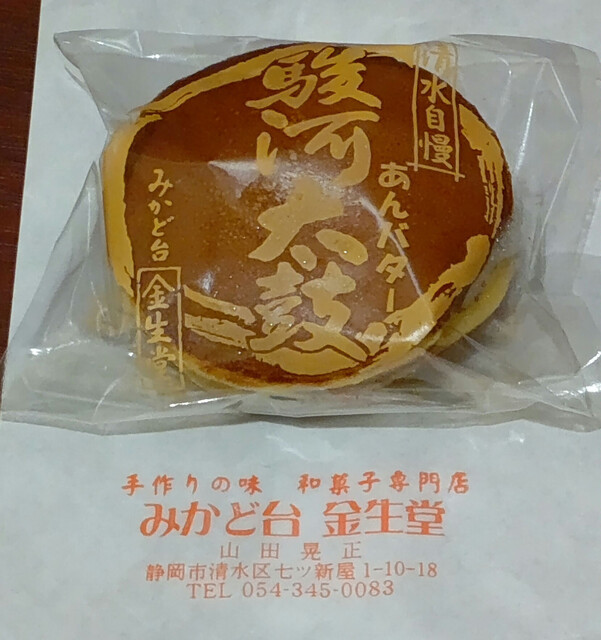 清水自慢
あんバター
駿河太鼓
みかど台
金生堂
手作りの味 和菓子専門店
みかど台 金生堂
山田晃正
静岡市清水区七ツ新屋1-10-18
TEL 054-345-0083